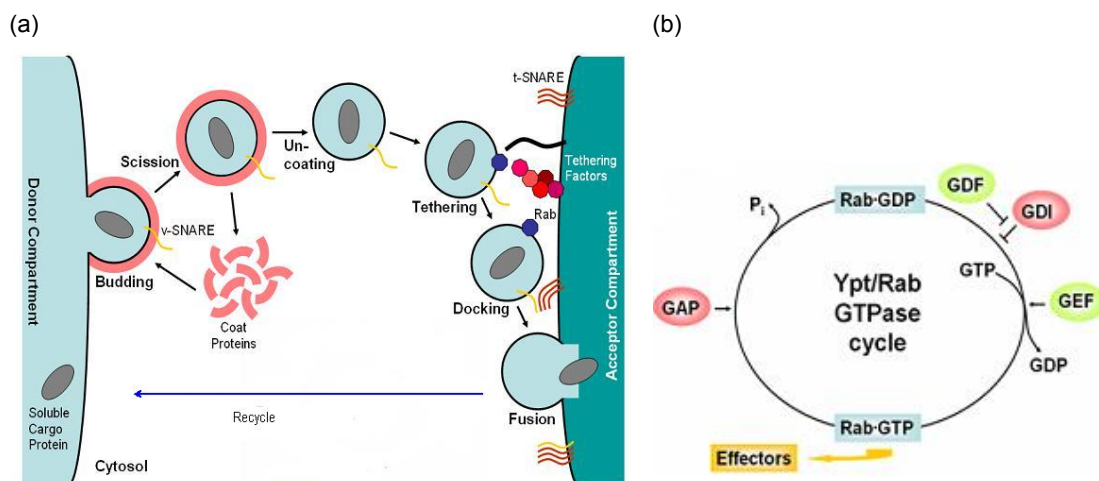 (a)
(b)
t-SNARE
Un-
coating
Scission
Tethering
Factors
Tethering
Rab
Donor Compartment
v-SNARE
Budding
Docking
Acceptor Compartment
Coat
Proteins
Recycle
Fusion
Soluble
Cargo
Protein
Cytosol
Rab·GDP
GDF
GDI
Pi
GTP
Ypt/Rab
GTPase
cycle
GAP
GEF
GDP
Rab·GTP
Effectors